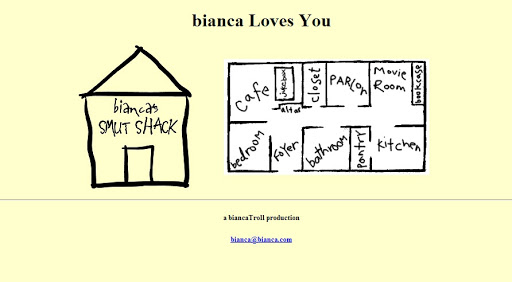 bianca Loves You
biancas
SMUT SHACK
cafe
jukebox
altar
closet
PARLOR
MOVIE
ROOM
bookcase
bedroom
Foyer
bathroom
pantry
kitchen
a biancaTroll production
bianca@bianca.com